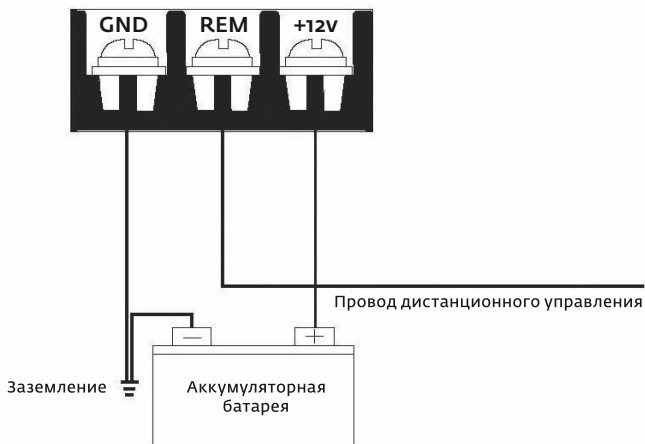 GND REM +12V
Провод дистанционного управления
Заземление
Аккумуляторная
батарея